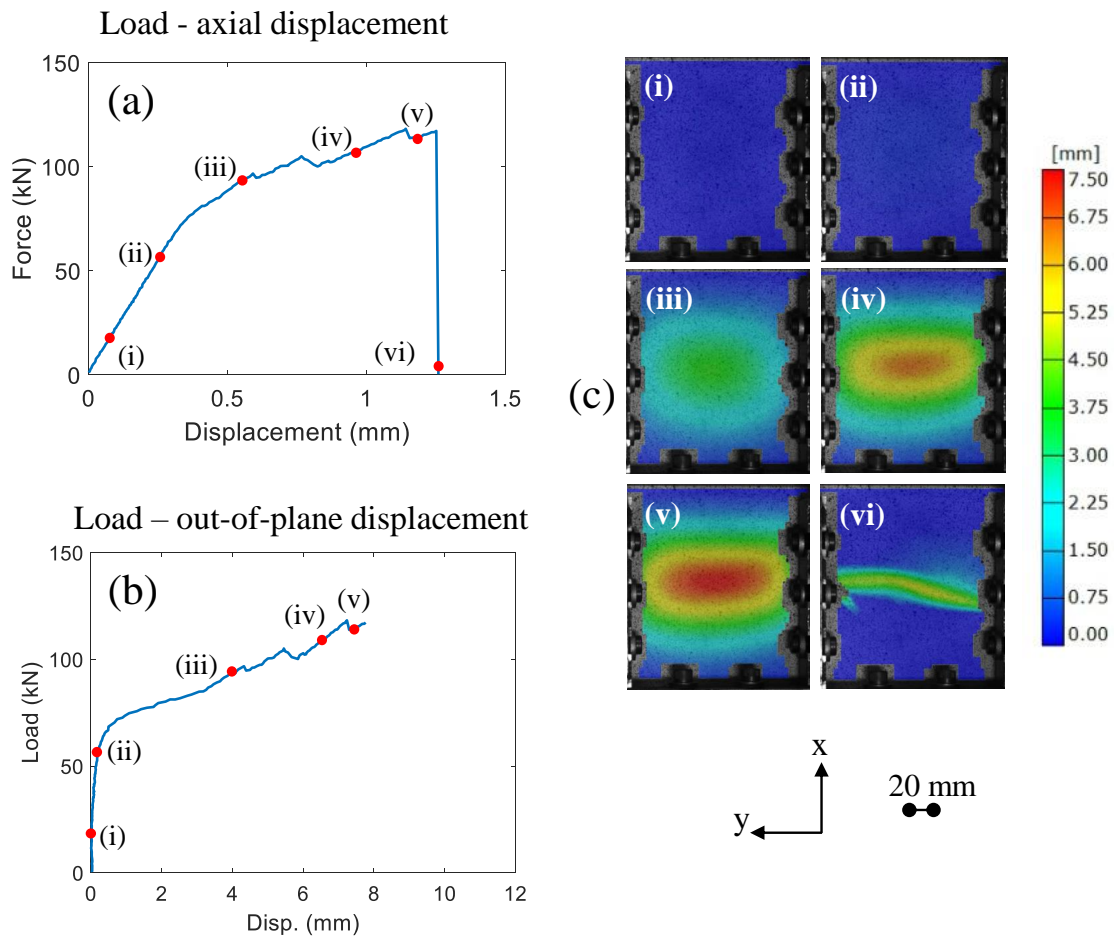 Load - axial displacement
(a)
150
100
50
0
0
0.5
1
1.5
Force (kN)
Displacement (mm)
(i)
(ii)
(iii)
(iv)
(v)
(vi)
Load – out-of-plane displacement
(b)
150
100
50
0
0
2
4
6
8
10
12
Load (kN)
Disp. (mm)
(i)
(ii)
(iii)
(iv)
(v)
(c)
(i)
(ii)
(iii)
(iv)
(v)
(vi)
[mm]
7.50
6.75
6.00
5.25
4.50
3.75
3.00
2.25
1.50
0.75
0.00
x
y
20 mm